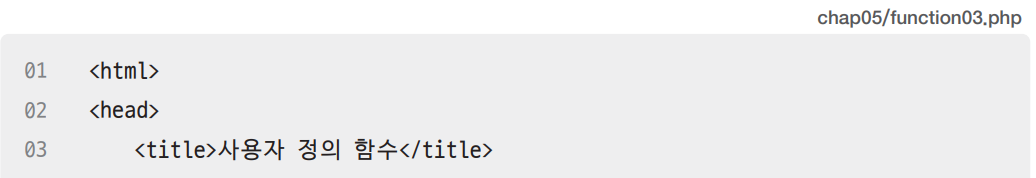 chap05/function03.php
01 <html>
02 <head>
03 <title>사용자 정의 함수</title>